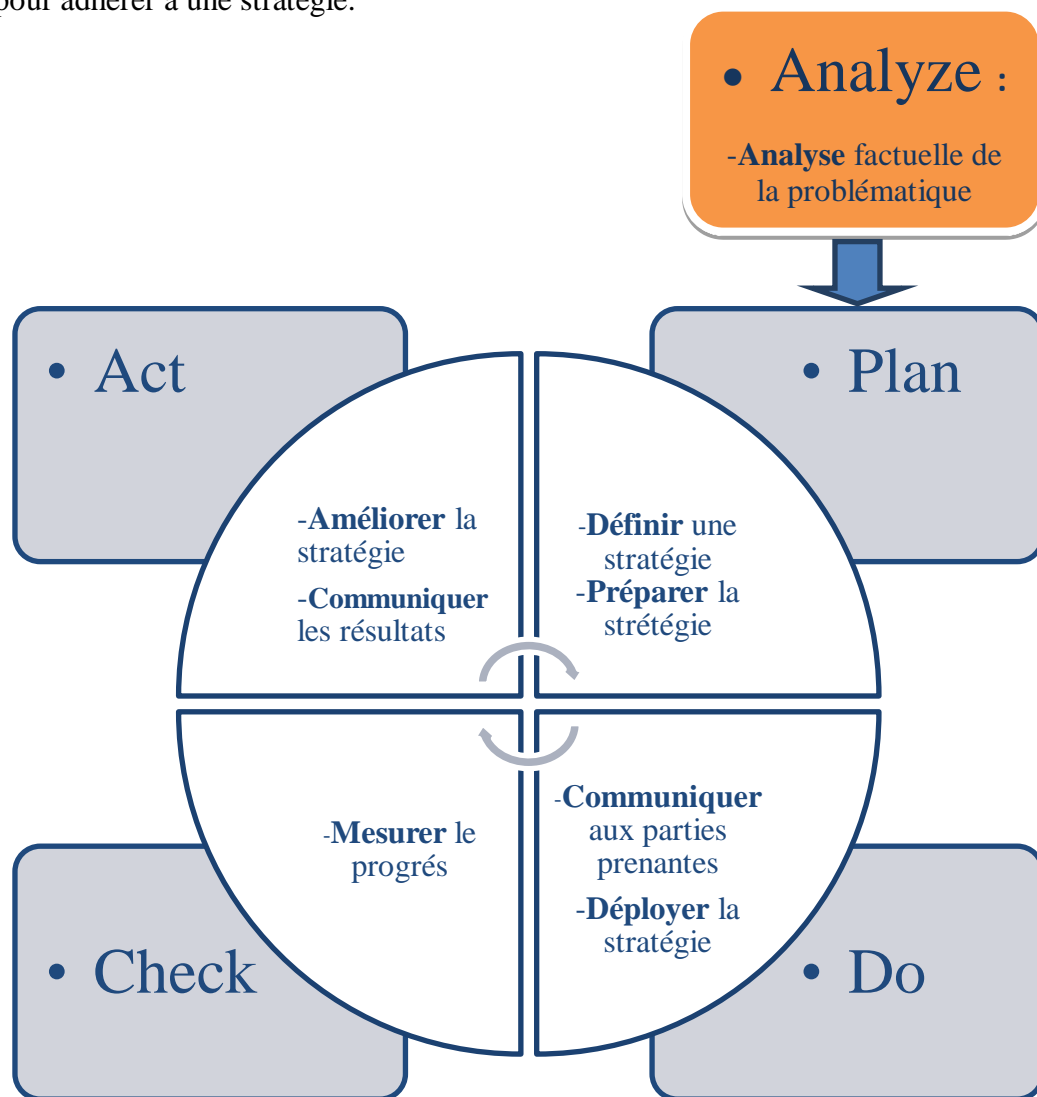 pour adhérer à une stratégie.
• Analyze :
-Analyse factuelle de
la problématique
• Act
• Plan
-Améliorer la
stratégie
-Communiquer
les résultats
-Définir une
stratégie
-Préparer la
strétégie
-Mesurer le
progrés
-Communiquer
aux parties
prenantes
-Déployer la
stratégie
• Check
• Do